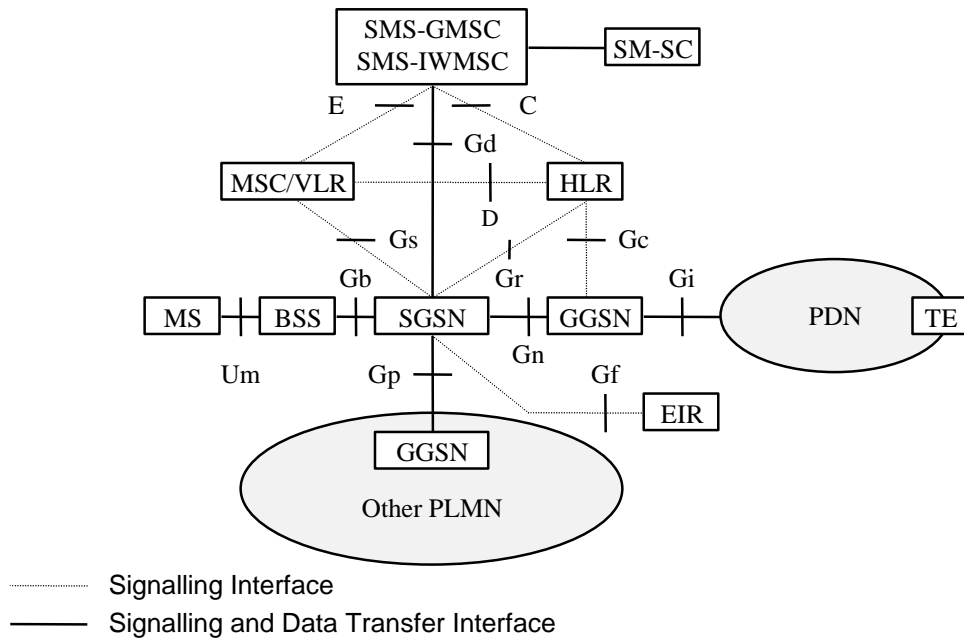 SMS-GMSC
SMS-IWMSC
SM-SC
E
C
Gd
MSC/VLR
HLR
D
Gs
Gc
Gb
Gr
Gi
MS
BSS
SGSN
GGSN
PDN
TE
Gn
Um
Gp
Gf
EIR
GGSN
Other PLMN
Signalling Interface
Signalling and Data Transfer Interface